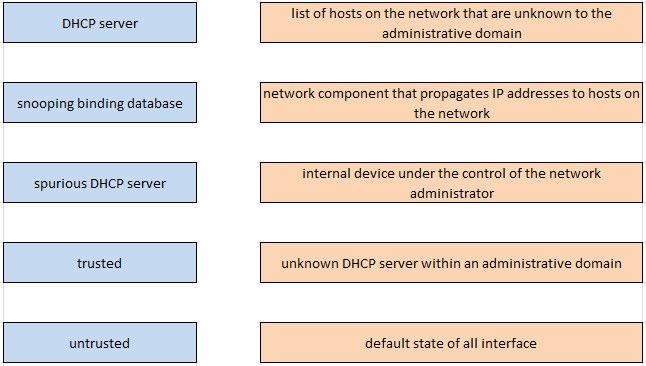 DHCP server
list of hosts on the network that are unknown to the
administrative domain
snooping binding database
network component that propagates IP addresses to hosts on
the network
spurious DHCP server
internal device under the control of the network
administrator
trusted
unknown DHCP server within an administrative domain
untrusted
default state of all interface